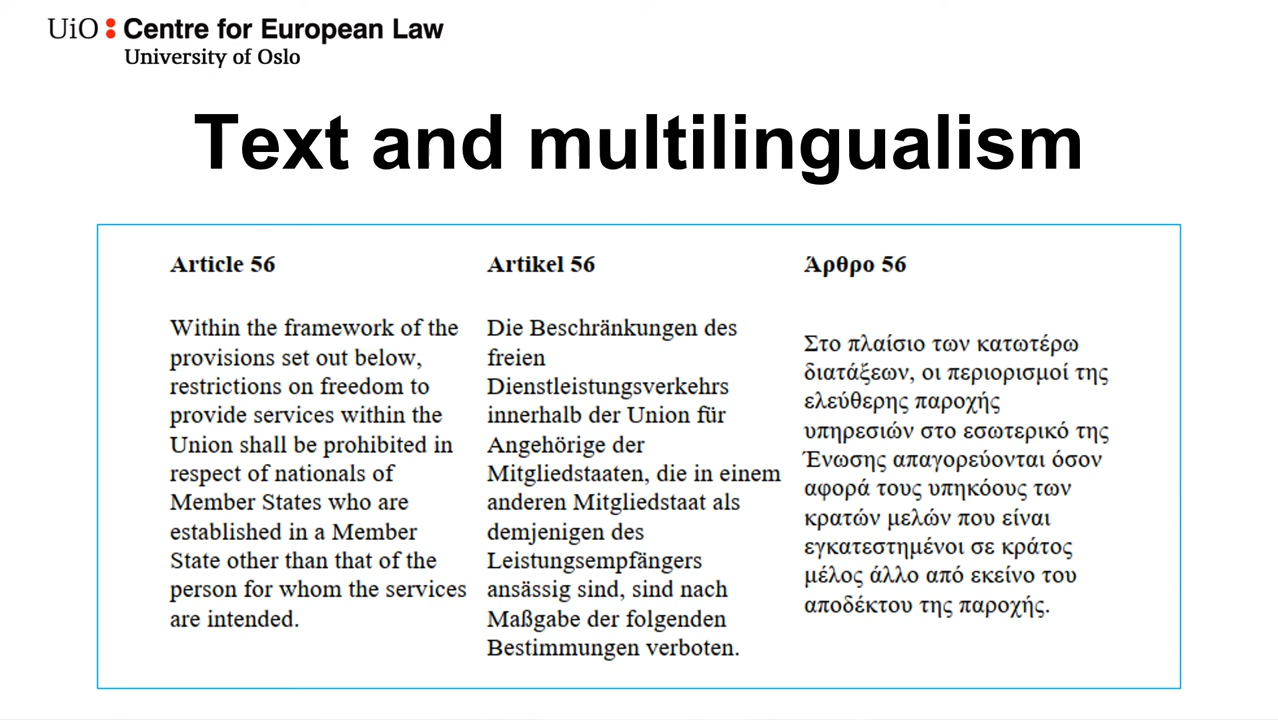 UiO : Centre for European Law
University of Oslo
Text and multilingualism
Article 56
Within the framework of the
provisions set out below,
restrictions on freedom to
provide services within the
Union shall be prohibited in
respect of nationals of
Member States who are
established in a Member
State other than that of the
person for whom the services
are intended.
Artikel 56
Die Beschränkungen des
freien
Dienstleistungsverkehrs
innerhalb der Union für
Angehörige der
Mitgliedstaaten, die in einem
anderen Mitgliedstaat als
demjenigen des
Leistungsempfängers
ansässig sind, sind nach
Maßgabe der folgenden
Bestimmungen verboten.
Άρθρο 56
Στο πλαίσιο των κατωτέρω
διατάξεων, οι περιορισμοί της
ελεύθερης παροχής
υπηρεσιών στο εσωτερικό της
Ένωσης απαγορεύονται όσον
αφορά τους υπηκόους των
κρατών μελών που είναι
εγκατεστημένοι σε κράτος
μέλος άλλο από εκείνο του
αποδέκτου της παροχής.